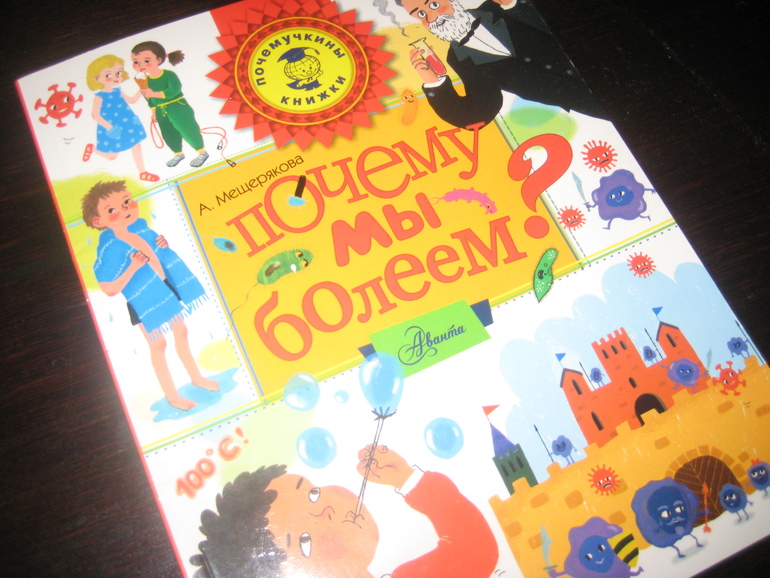 почемучкины
книжки
А. Мещерякова
почему
мы
болеем?
Аванта
100°С!